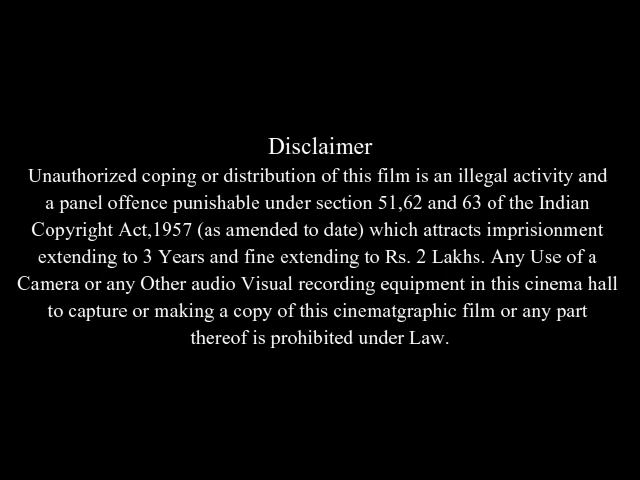 Disclaimer
Unauthorized coping or distribution of this film is an illegal activity and
a panel offence punishable under section 51,62 and 63 of the Indian
Copyright Act,1957 (as amended to date) which attracts imprisionment
extending to 3 Years and fine extending to Rs. 2 Lakhs. Any Use of a
Camera or any Other audio Visual recording equipment in this cinema hall
to capture or making a copy of this cinematgraphic film or any part
thereof is prohibited under Law.